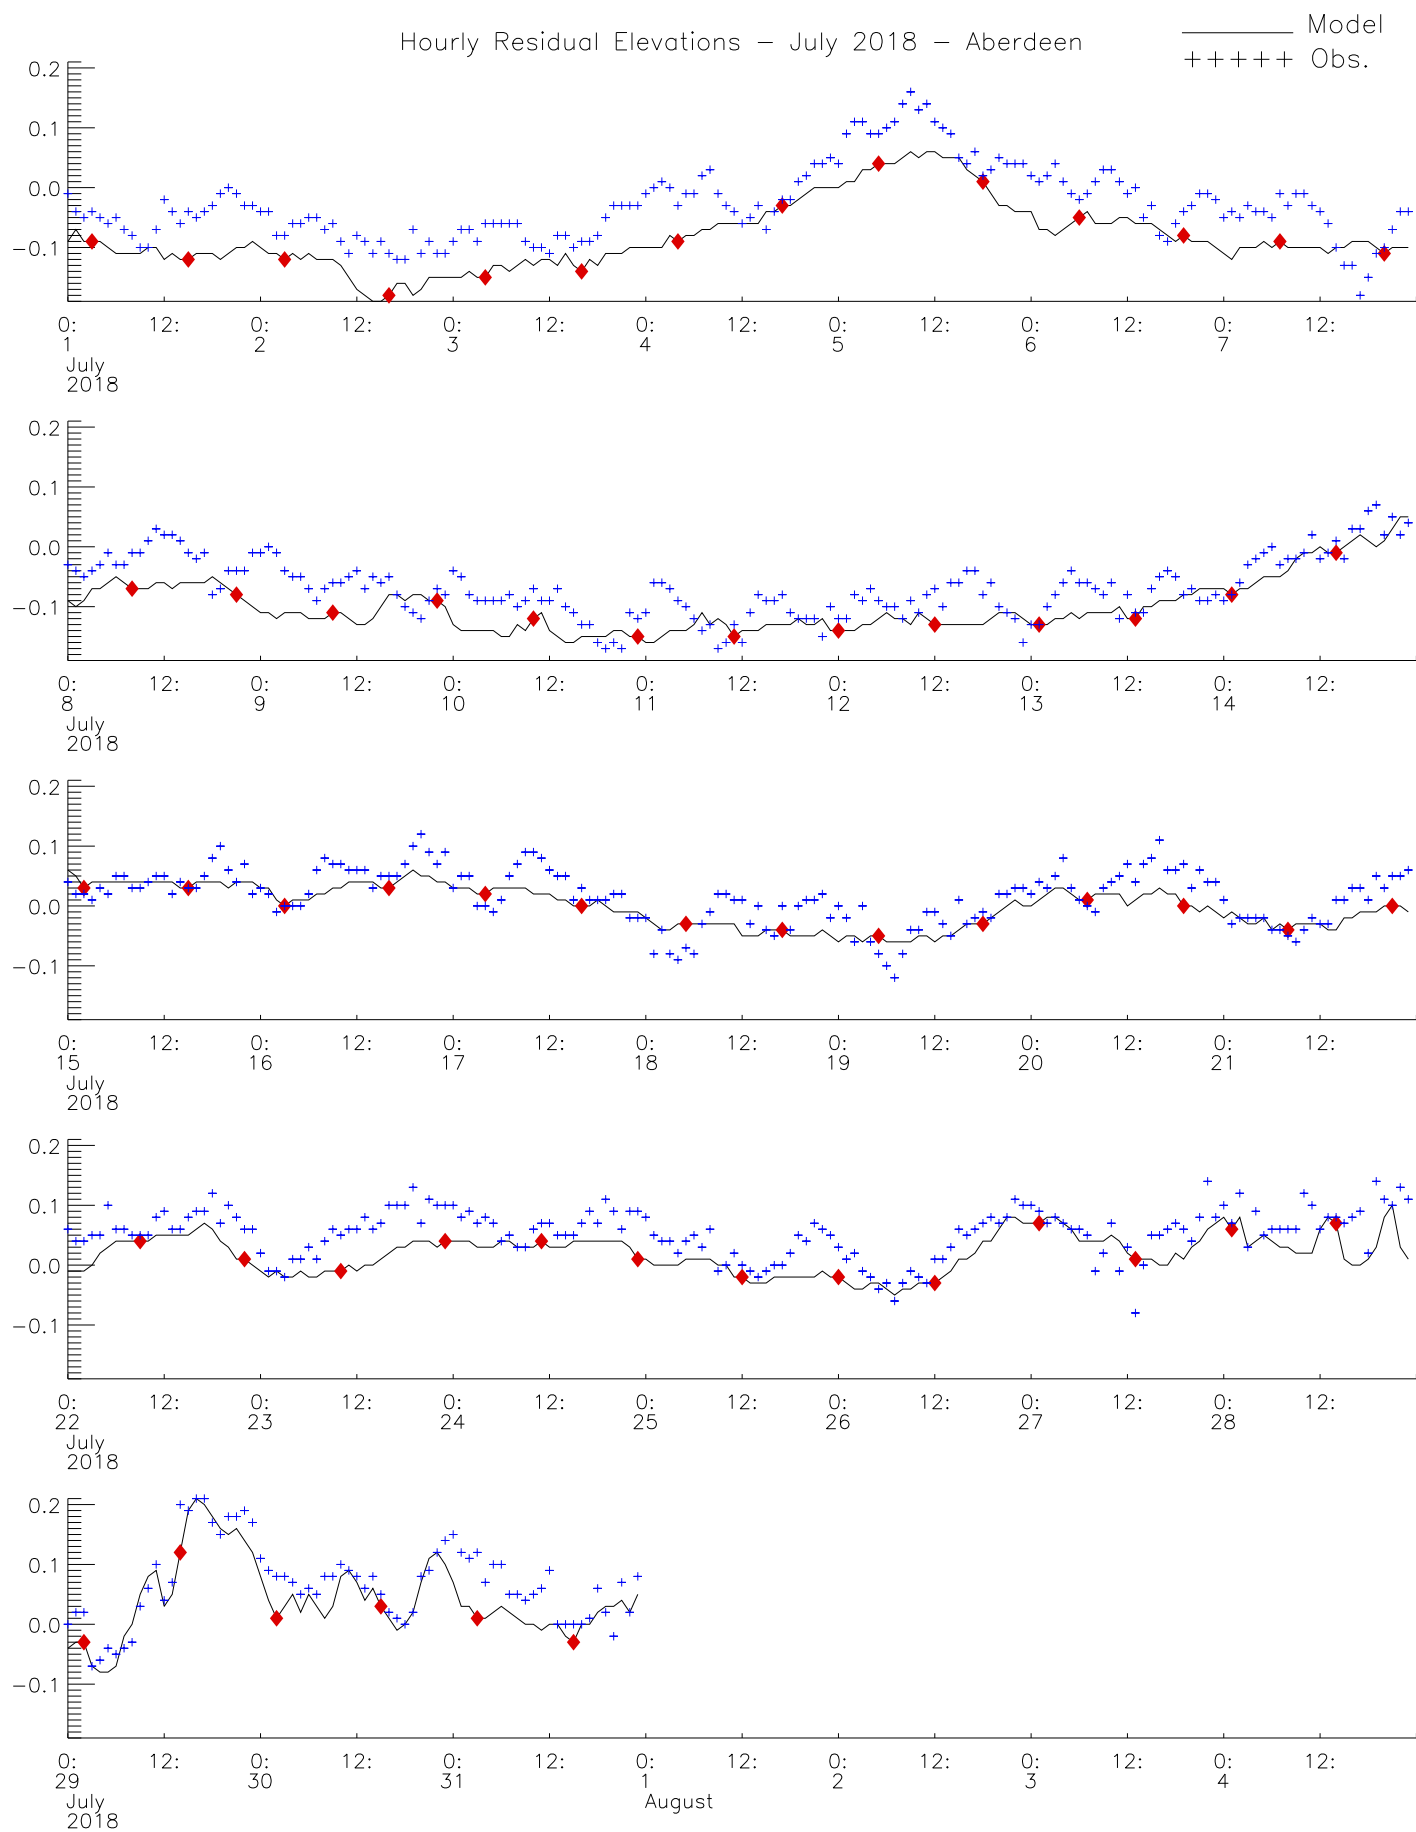 Hourly Residual Elevations – July 2018 – Aberdeen
Model
+++++ Obs.
0.2
0.1
0.0
−0.1
0: 12: 0: 12: 0: 12: 0: 12: 0: 12: 0: 12: 0: 12:
1 2 3 4 5 6 7
July
2018
0.2
0.1
0.0
−0.1
0: 12: 0: 12: 0: 12: 0: 12: 0: 12: 0: 12: 0: 12:
8 9 10 11 12 13 14
July
2018
0.2
0.1
0.0
−0.1
0: 12: 0: 12: 0: 12: 0: 12: 0: 12: 0: 12: 0: 12:
15 16 17 18 19 20 21
July
2018
0.2
0.1
0.0
−0.1
0: 12: 0: 12: 0: 12: 0: 12: 0: 12: 0: 12: 0: 12:
22 23 24 25 26 27 28
July
2018
0.2
0.1
0.0
−0.1
0: 12: 0: 12: 0: 12: 0: 12: 0: 12: 0: 12: 0: 12:
29 30 31 1 2 3 4
July August
2018